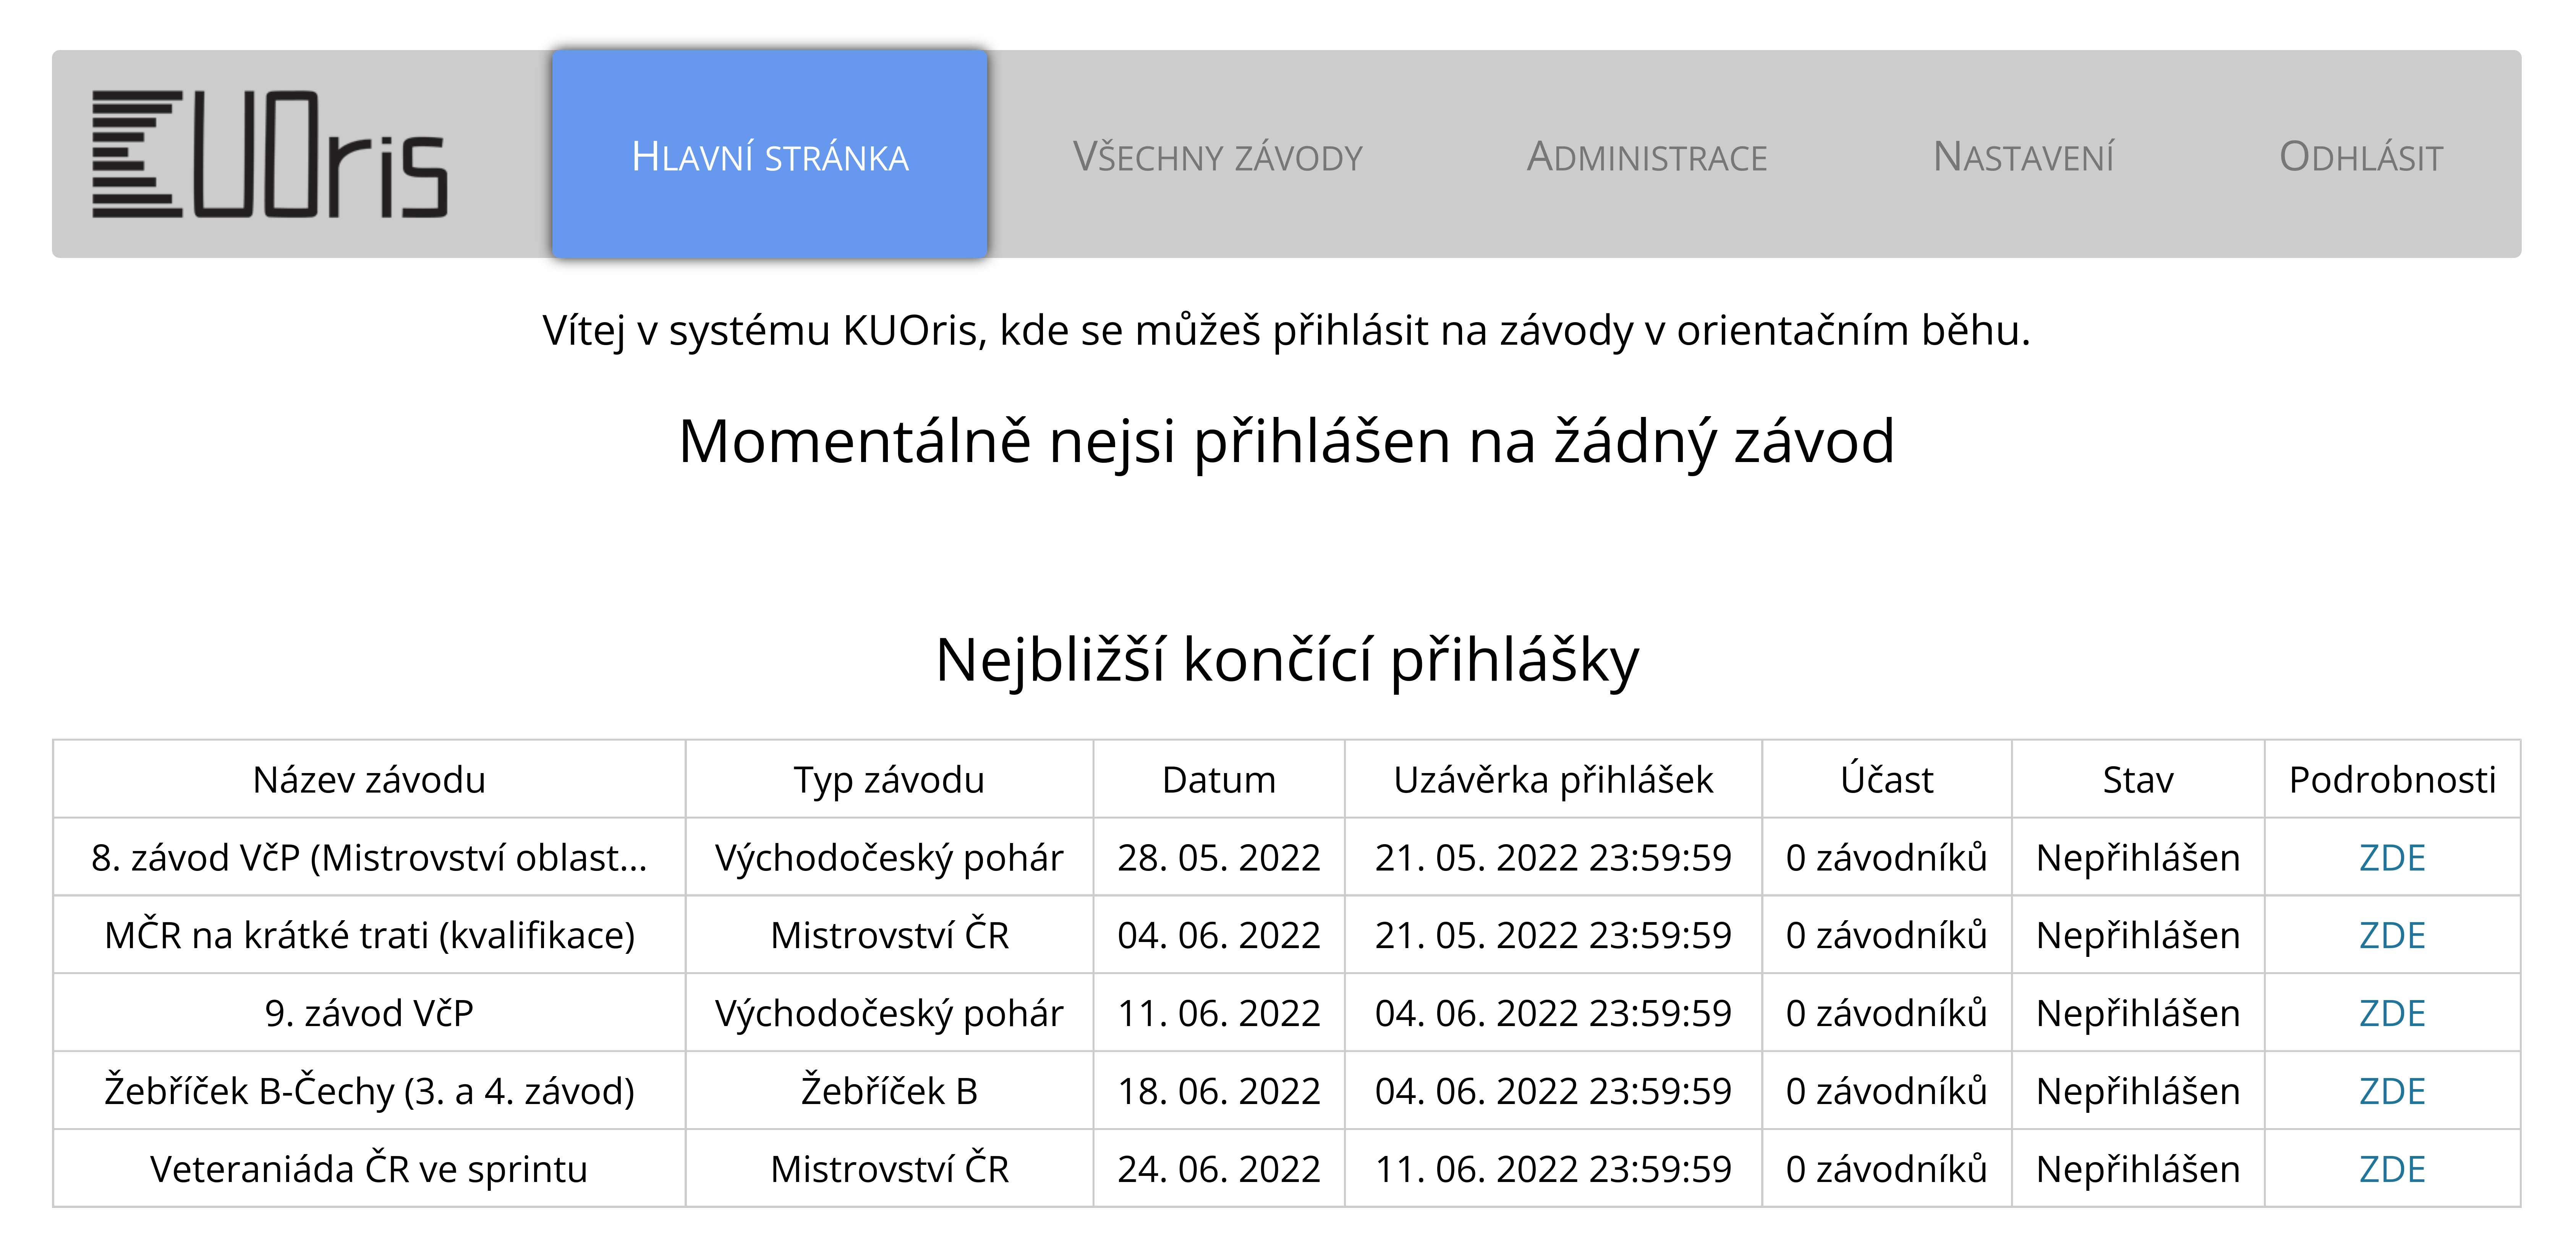 KUOris
Hlavní stránka Všechny závody Administrace Nastavení Odhlásit
Vítej v systému KUOris, kde se můžeš přihlásit na závody v orientačním běhu.
Momentálně nejsi přihlášen na žádný závod
Nejbližší končící přihlášky
Název závodu Typ závodu Datum Uzávěrka přihlášek Účast Stav Podrobnosti
8. závod VčP (Mistrovství oblast... Východočeský pohár 28. 05. 2022 21. 05. 2022 23:59:59 0 závodníků Nepřihlášen ZDE
MČR na krátké trati (kvalifikace) Mistrovství ČR 04. 06. 2022 21. 05. 2022 23:59:59 0 závodníků Nepřihlášen ZDE
9. závod VčP Východočeský pohár 11. 06. 2022 04. 06. 2022 23:59:59 0 závodníků Nepřihlášen ZDE
Žebříček B-Čechy (3. a 4. závod) Žebříček B 18. 06. 2022 04. 06. 2022 23:59:59 0 závodníků Nepřihlášen ZDE
Veteraniáda ČR ve sprintu Mistrovství ČR 24. 06. 2022 11. 06. 2022 23:59:59 0 závodníků Nepřihlášen ZDE